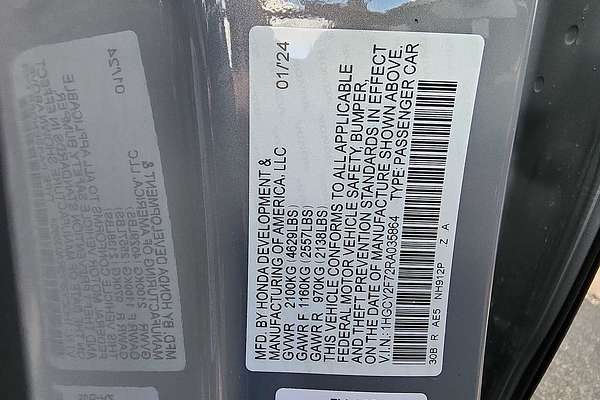 MFD. BY HONDA DEVELOPMENT & 01/'24
MANUFACTURING OF AMERICA, LLC
GVWR 2100KG (4629LBS)
GAWR F 1160KG (2557LBS)
GAWR R 970KG (2138LBS)
THIS VEHICLE CONFORMS TO ALL APPLICABLE
FEDERAL MOTOR VEHICLE SAFETY, BUMPER,
AND THEFT PREVENTION STANDARDS IN EFFECT
ON THE DATE OF MANUFACTURE SHOWN ABOVE.
V.I.N.: 1HGCY2F72RA035864 TYPE: PASSENGER CAR
30B R AE5 NH912P Z A